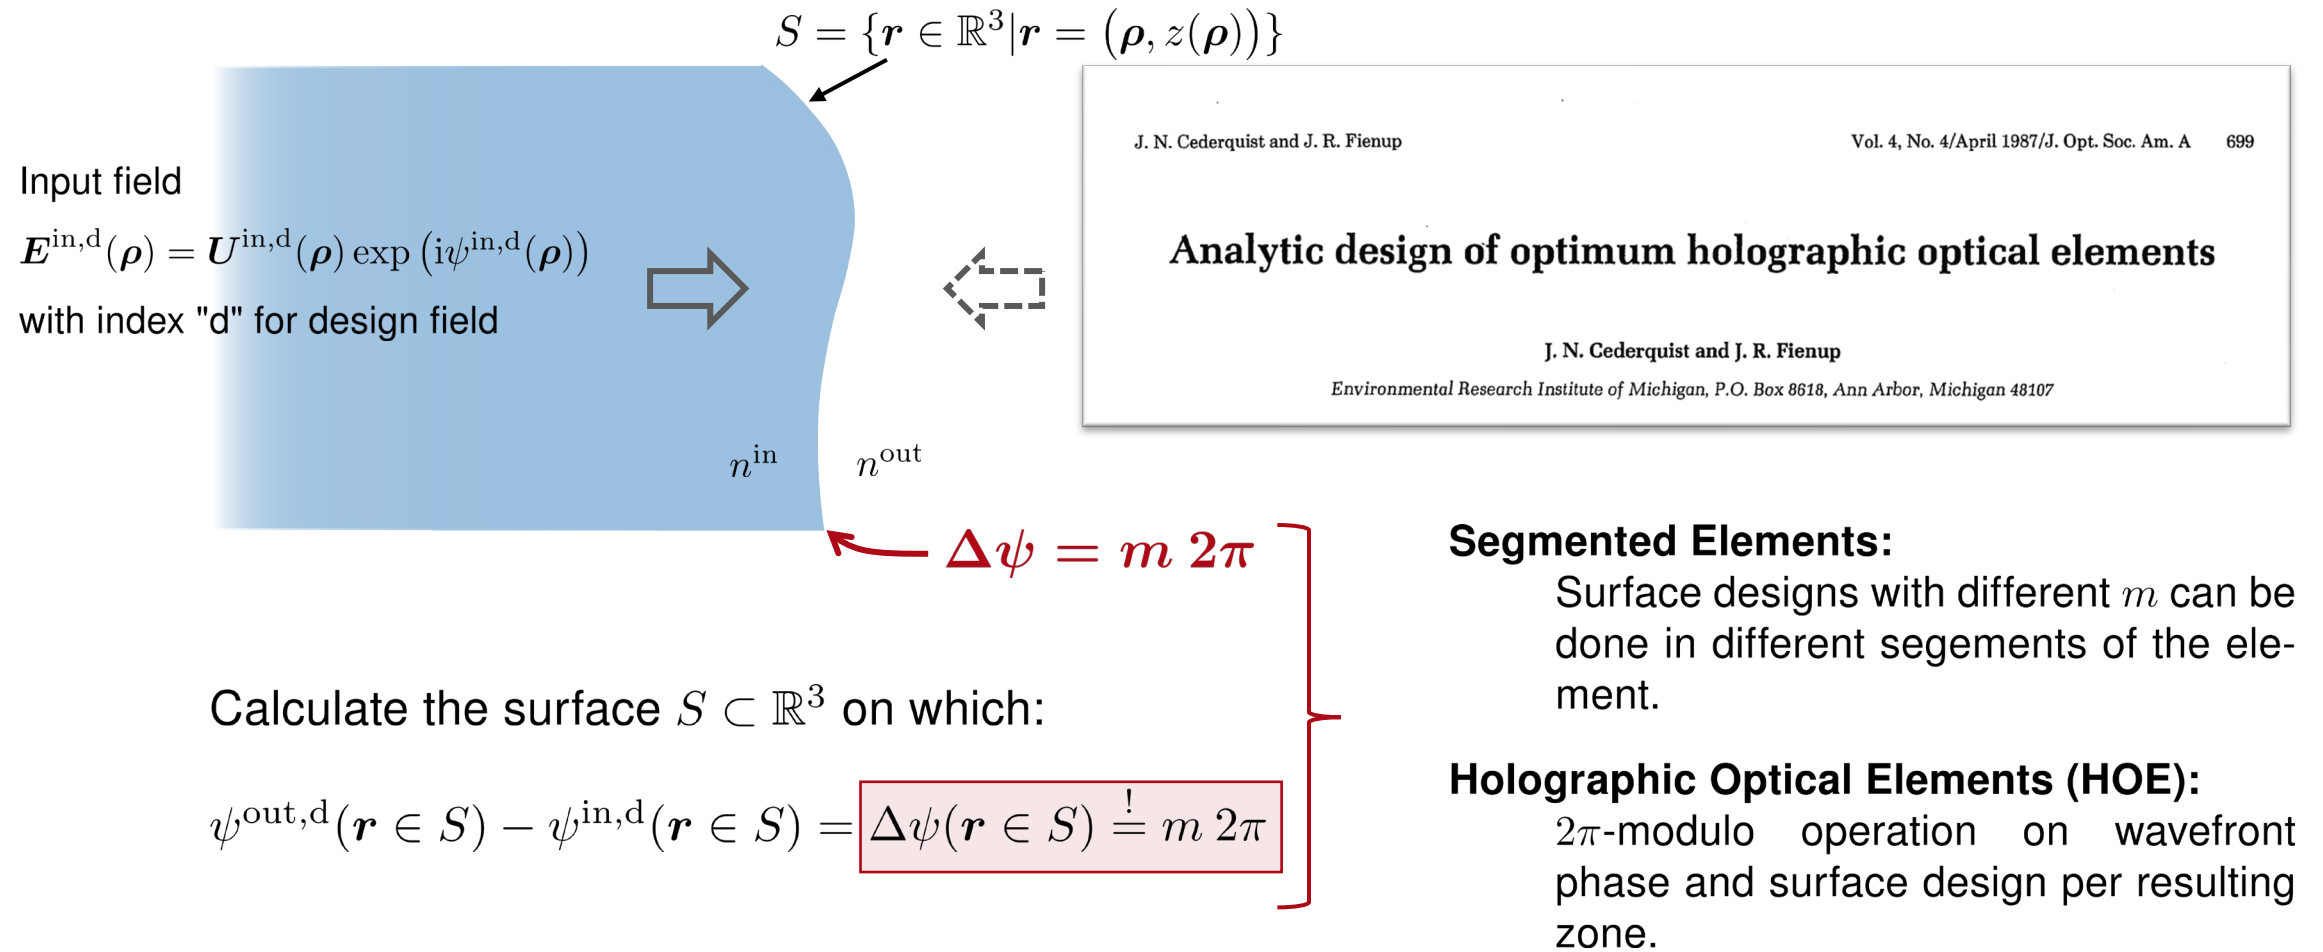 S = {r ∈ ℝ³|r = (ρ, z(ρ))}
Input field
E^{in,d}(ρ) = U^{in,d}(ρ) exp (iψ^{in,d}(ρ))
with index "d" for design field
n^{in}
n^{out}
J. N. Cederquist and J. R. Fienup
Vol. 4, No. 4/April 1987/J. Opt. Soc. Am. A 699
Analytic design of optimum holographic optical elements
J. N. Cederquist and J. R. Fienup
Environmental Research Institute of Michigan, P.O. Box 8618, Ann Arbor, Michigan 48107
Δψ = m 2π
Calculate the surface S ⊂ ℝ³ on which:
ψ^{out,d}(r ∈ S) − ψ^{in,d}(r ∈ S) = Δψ(r ∈ S) \overset{!}{=} m 2π
Segmented Elements:
Surface designs with different m can be
done in different segements of the ele-
ment.
Holographic Optical Elements (HOE):
2π-modulo operation on wavefront
phase and surface design per resulting
zone.